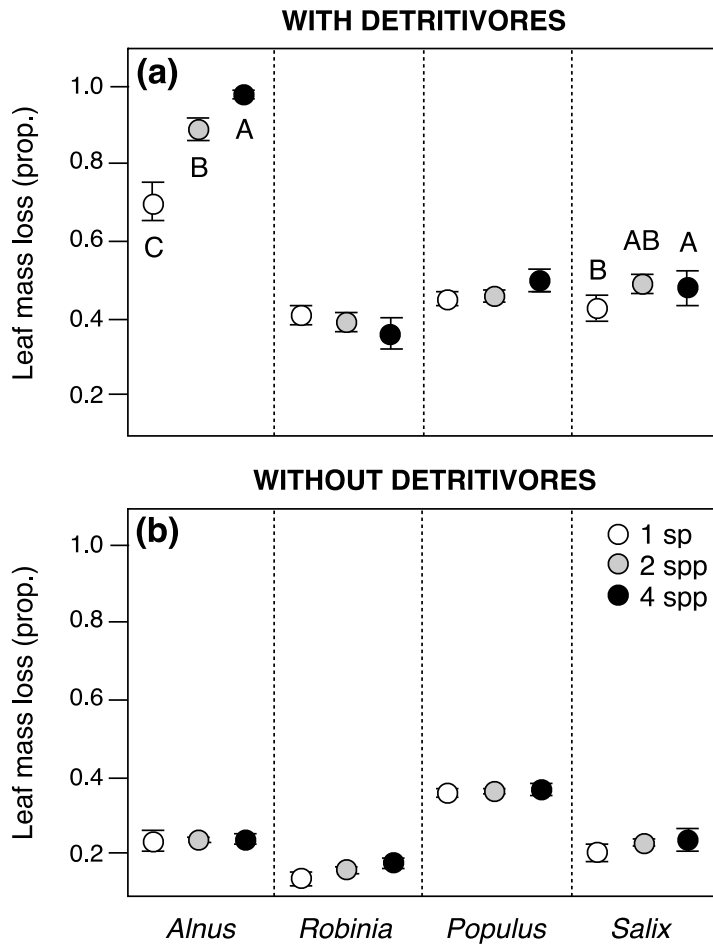 WITH DETRITIVORES
(a)
Leaf mass loss (prop.)
1.0
0.8
0.6
0.4
0.2
C
B
A
B
AB
A
WITHOUT DETRITIVORES
(b)
Leaf mass loss (prop.)
1.0
0.8
0.6
0.4
0.2
1 sp
2 spp
4 spp
Alnus Robinia Populus Salix